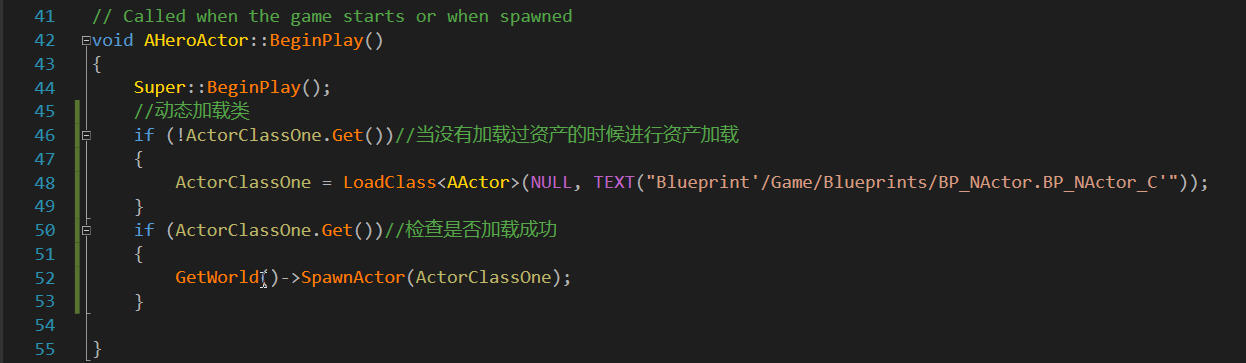 41 // Called when the game starts or when spawned
42 void AHeroActor::BeginPlay()
43 {
44     Super::BeginPlay();
45     //动态加载类
46     if (!ActorClassOne.Get())//当没有加载过资产的时候进行资产加载
47     {
48         ActorClassOne = LoadClass<AActor>(NULL, TEXT("Blueprint'/Game/Blueprints/BP_NActor.BP_NActor_C'"));
49     }
50     if (ActorClassOne.Get())//检查是否加载成功
51     {
52         GetWorld()->SpawnActor(ActorClassOne);
53     }
54
55 }